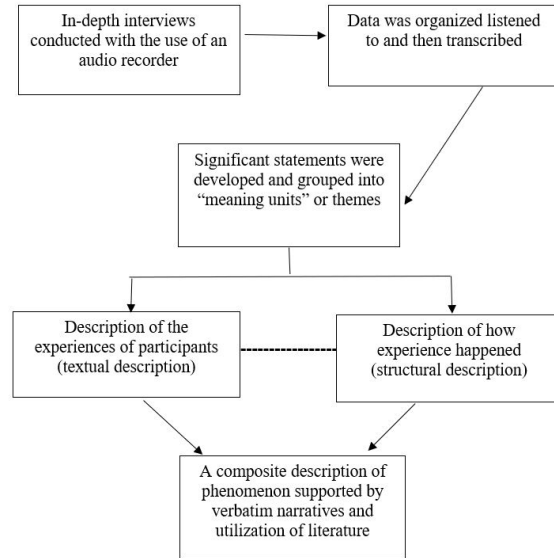 In-depth interviews
conducted with the use of an
audio recorder
Data was organized listened
to and then transcribed
Significant statements were
developed and grouped into
“meaning units” or themes
Description of the
experiences of participants
(textual description)
Description of how
experience happened
(structural description)
A composite description of
phenomenon supported by
verbatim narratives and
utilization of literature